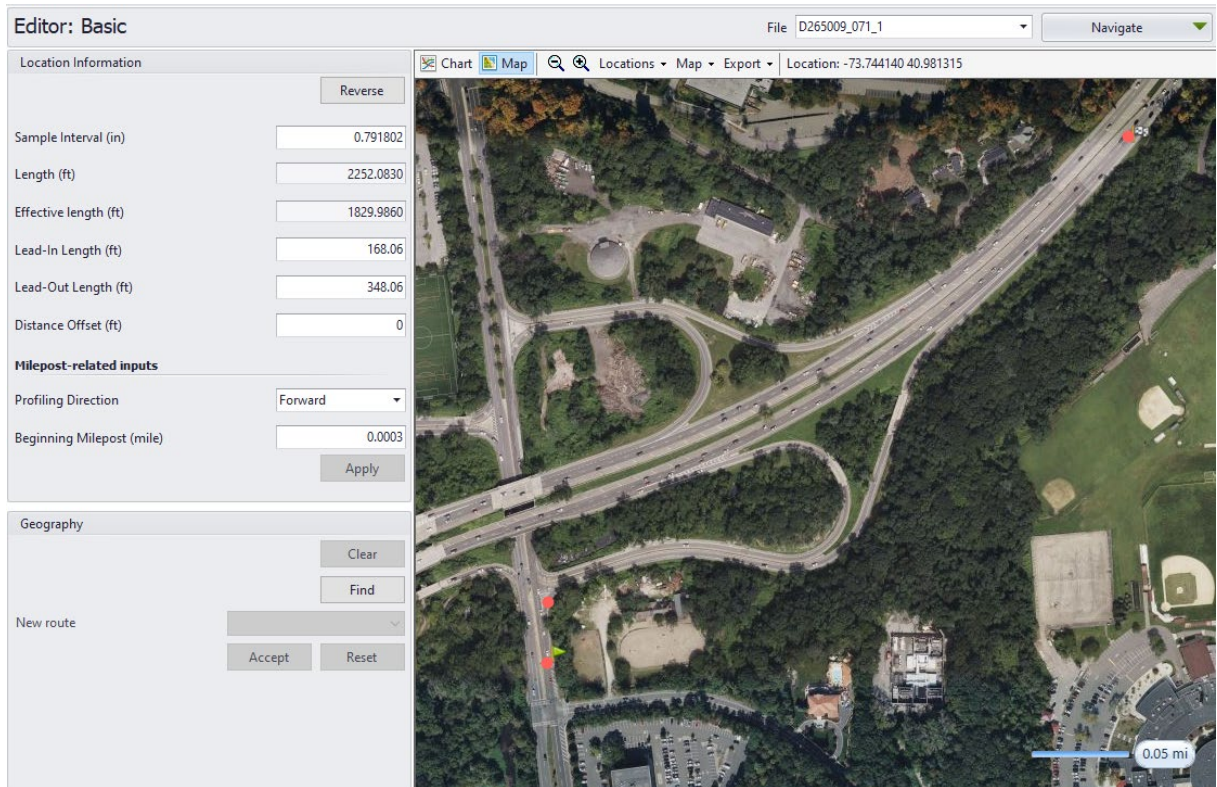 Editor: Basic
File D265009_071_1 Navigate
Location Information
Chart Map Locations Map Export Location: -73.744140 40.981315
Reverse
Sample Interval (in) 0.791802
Length (ft) 2252.0830
Effective length (ft) 1829.9860
Lead-In Length (ft) 168.06
Lead-Out Length (ft) 348.06
Distance Offset (ft) 0
Milepost-related inputs
Profiling Direction Forward
Beginning Milepost (mile) 0.0003
Apply
Geography
Clear
Find
New route
Accept Reset
0.05 mi